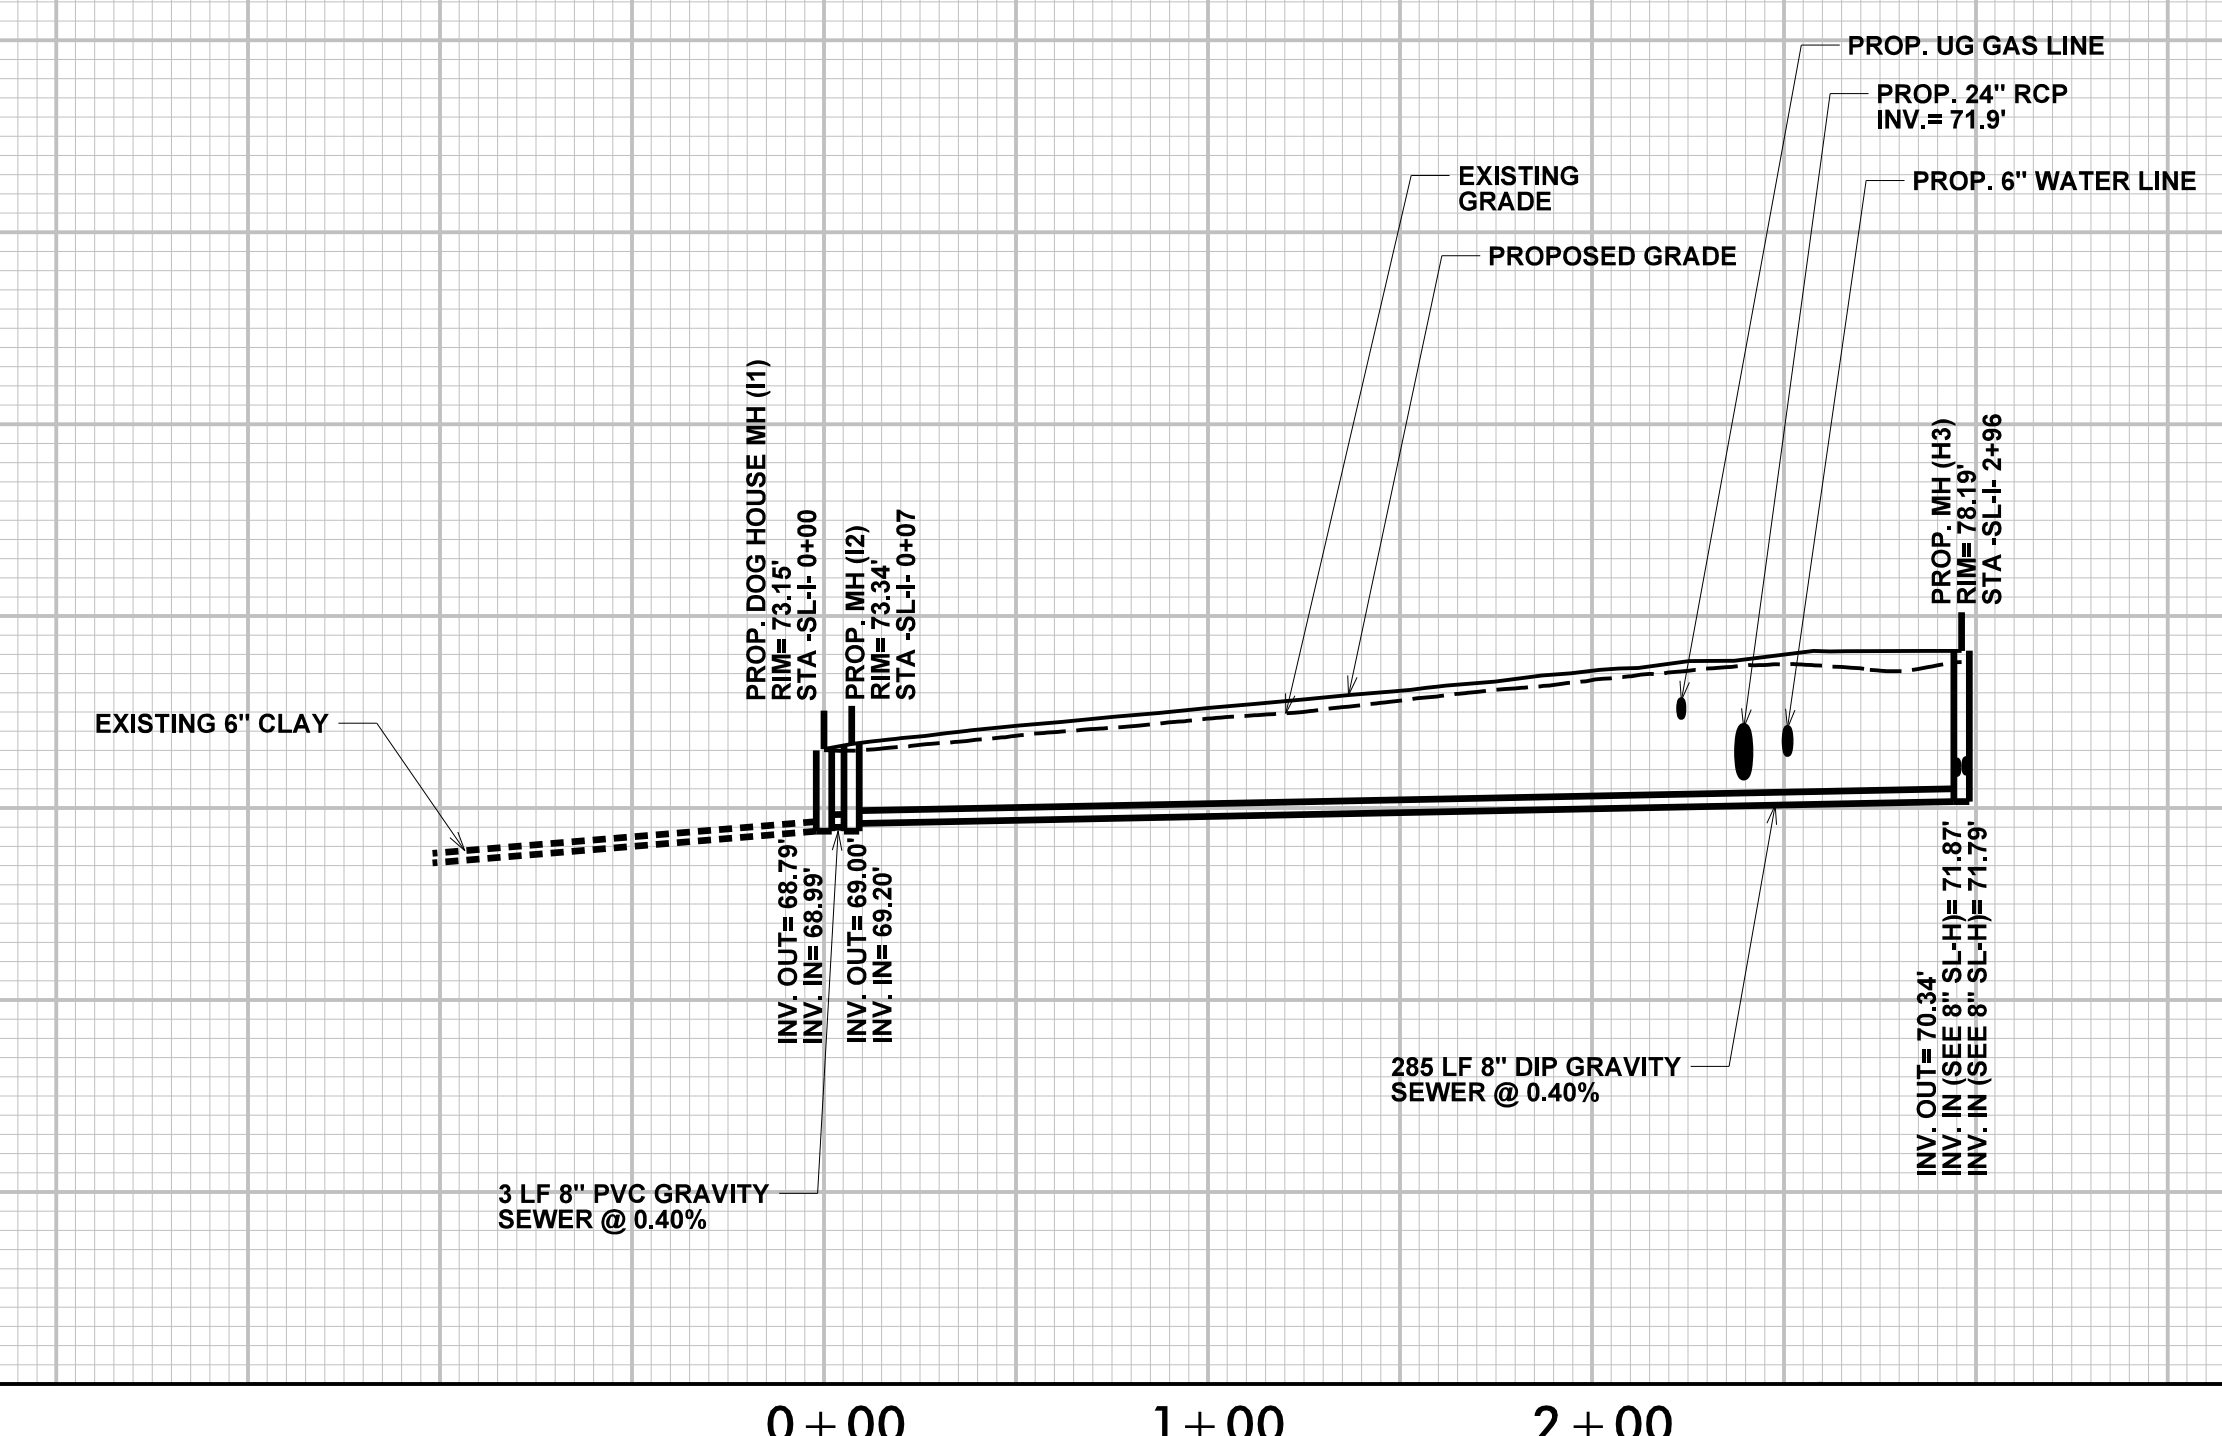 PROP. UG GAS LINE
PROP. 24" RCP
INV.= 71.9'
EXISTING
GRADE
PROP. 6" WATER LINE
PROPOSED GRADE
PROP. DOG HOUSE MH (I1)
RIM= 73.15'
STA -SL-I- 0+00
PROP. MH (I2)
RIM= 73.34'
STA -SL-I- 0+07
PROP. MH (H3)
RIM= 78.19'
STA -SL-I- 2+96
EXISTING 6" CLAY
INV. OUT= 68.79'
INV. IN= 68.99'
INV. OUT= 69.00'
INV. IN= 69.20'
INV. OUT= 70.34'
INV. IN (SEE 8" SL-H)= 71.87'
INV. IN (SEE 8" SL-H)= 71.79'
285 LF 8" DIP GRAVITY
SEWER @ 0.40%
3 LF 8" PVC GRAVITY
SEWER @ 0.40%
0+00
1+00
2+00